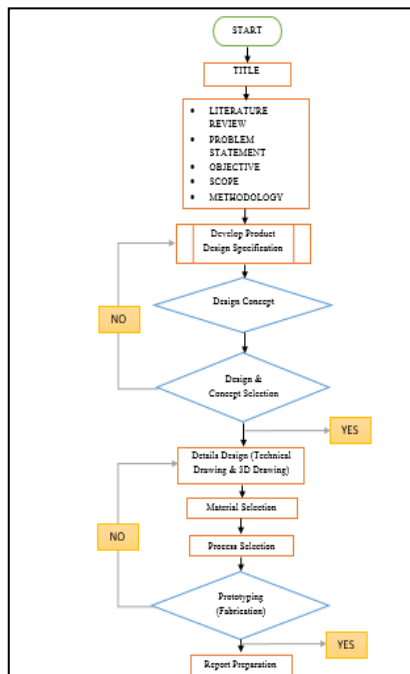 START
TITLE
• LITERATURE
REVIEW
• PROBLEM
STATEMENT
• OBJECTIVE
• SCOPE
• METHODOLOGY
Develop Product
Design Specification
Design Concept
NO
Design &
Concept Selection
YES
Details Design (Technical
Drawing & 3D Drawing)
Material Selection
NO
Process Selection
Prototyping
(Fabrication)
YES
Report Preparation